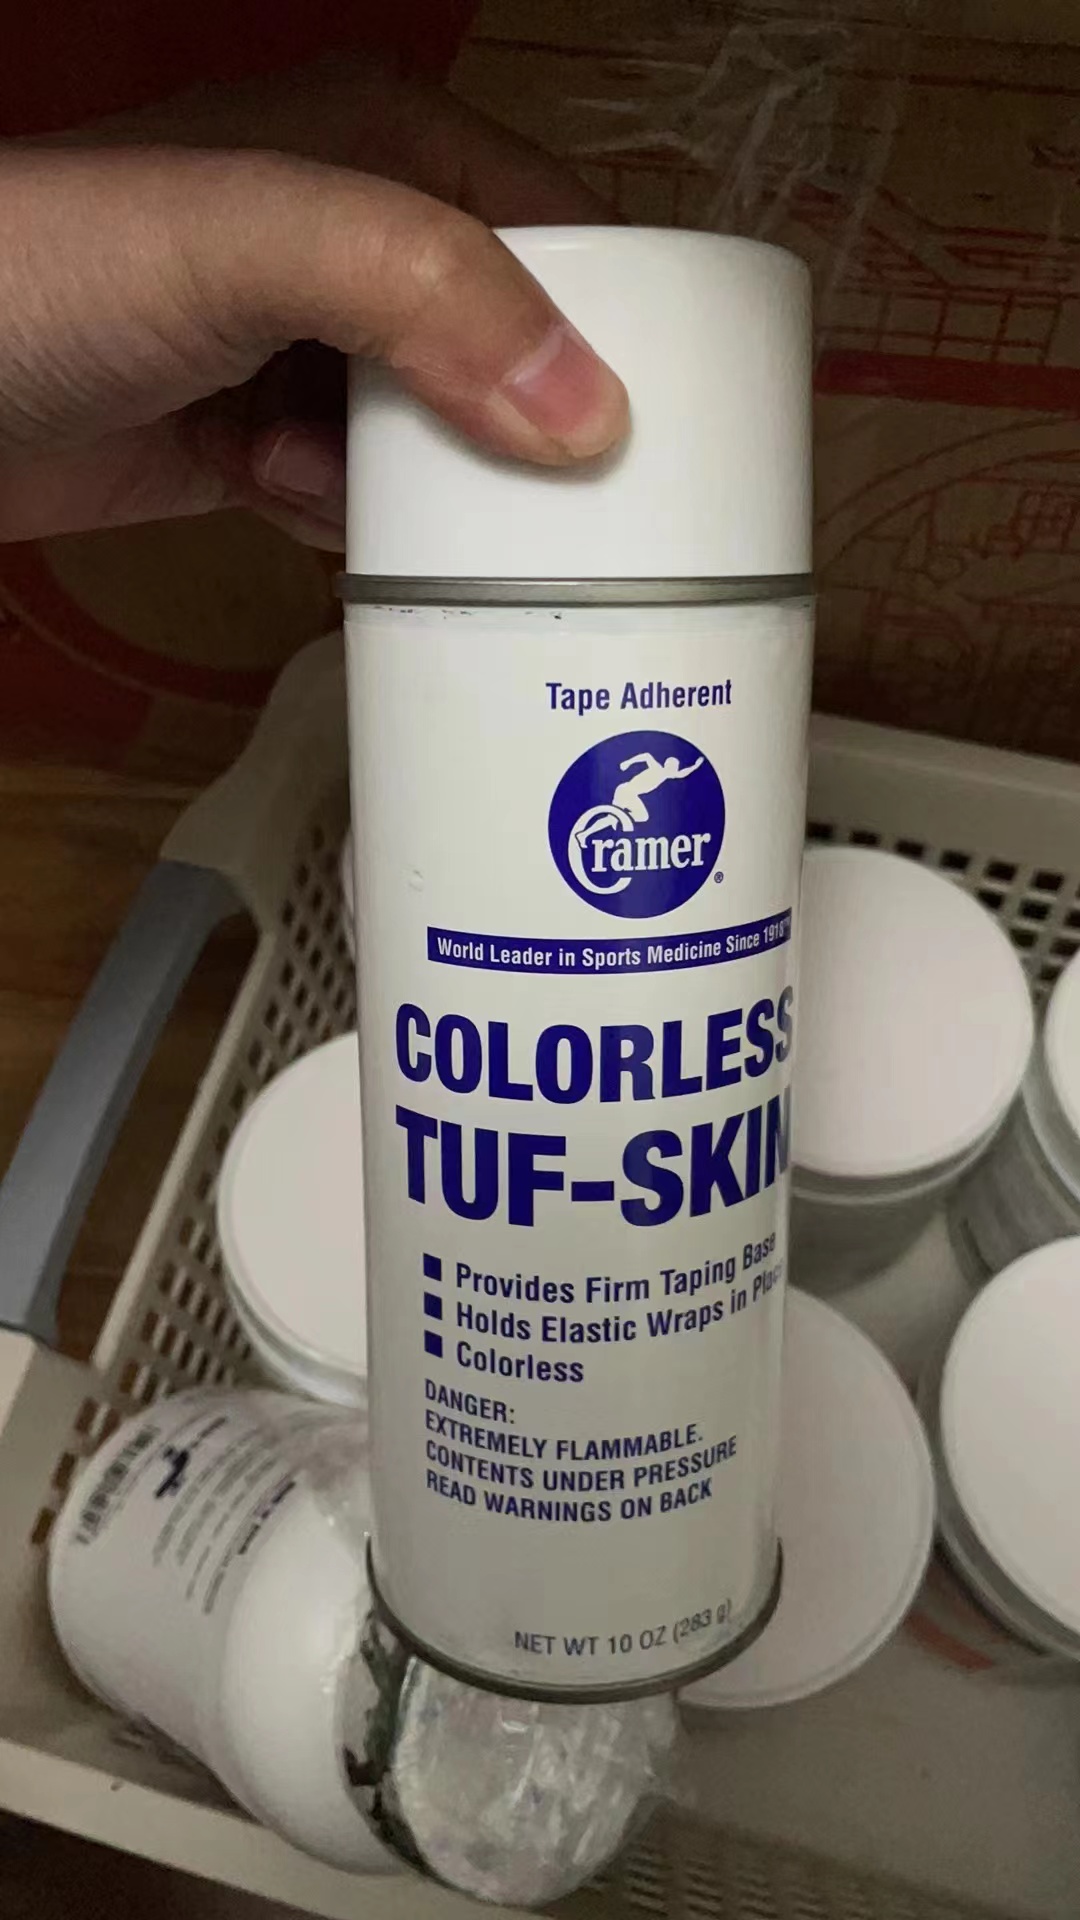 Tape Adherent
Cramer
®
World Leader in Sports Medicine Since 1918™
COLORLESS
TUF-SKIN
Provides Firm Taping Base
Holds Elastic Wraps in Place
Colorless
DANGER:
EXTREMELY FLAMMABLE.
CONTENTS UNDER PRESSURE
READ WARNINGS ON BACK
NET WT 10 OZ (283 g)